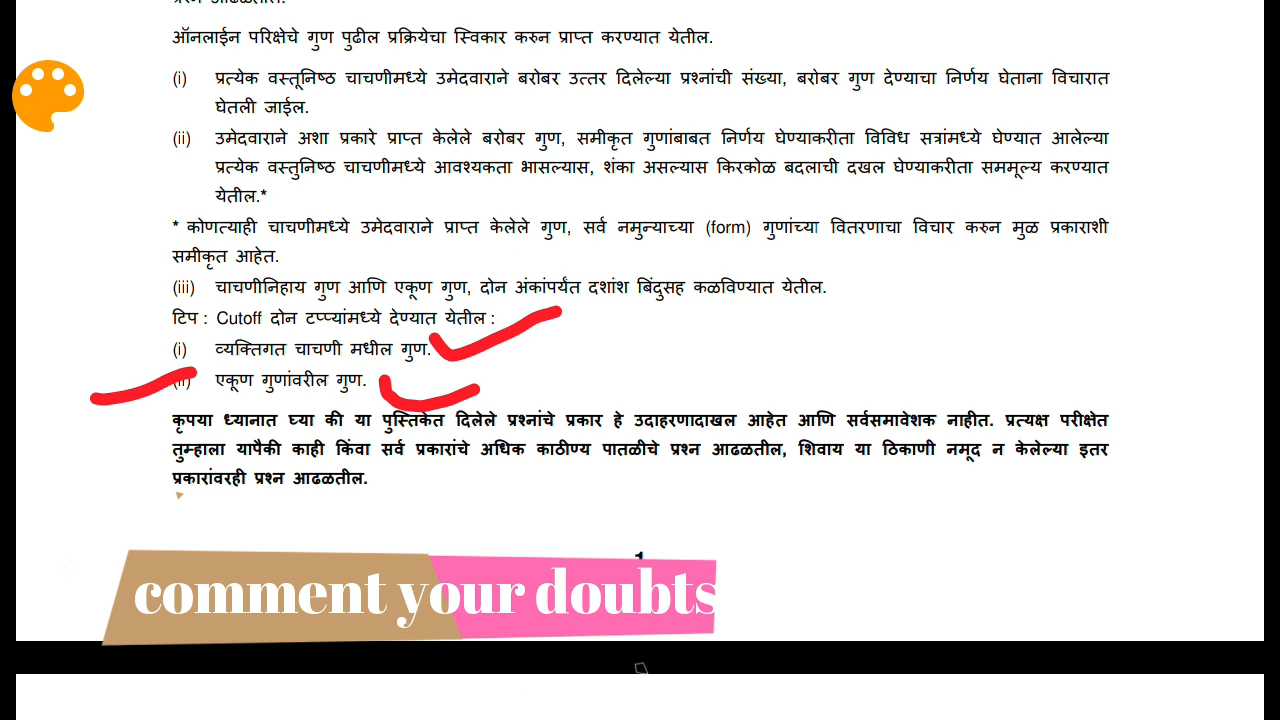 प्रश्न आढळतील.
ऑनलाईन परिक्षेचे गुण पुढील प्रक्रियेचा स्विकार करुन प्राप्त करण्यात येतील.
(i) प्रत्येक वस्तूनिष्ठ चाचणीमध्ये उमेदवाराने बरोबर उत्तर दिलेल्या प्रश्नांची संख्या, बरोबर गुण देण्याचा निर्णय घेताना विचारात
घेतली जाईल.
(ii) उमेदवाराने अशा प्रकारे प्राप्त केलेले बरोबर गुण, समीकृत गुणांबाबत निर्णय घेण्याकरीता विविध सत्रांमध्ये घेण्यात आलेल्या
प्रत्येक वस्तुनिष्ठ चाचणीमध्ये आवश्यकता भासल्यास, शंका असल्यास किरकोळ बदलाची दखल घेण्याकरीता सममूल्य करण्यात
येतील.*
* कोणत्याही चाचणीमध्ये उमेदवाराने प्राप्त केलेले गुण, सर्व नमुन्याच्या (form) गुणांच्या वितरणाचा विचार करुन मुळ प्रकाराशी
समीकृत आहेत.
(iii) चाचणीनिहाय गुण आणि एकूण गुण, दोन अंकांपर्यंत दशांश बिंदुसह कळविण्यात येतील.
टिप : Cutoff दोन टप्प्यांमध्ये देण्यात येतील :
(i) व्यक्तिगत चाचणी मधील गुण.
(ii) एकूण गुणांवरील गुण.
कृपया ध्यानात घ्या की या पुस्तिकेत दिलेले प्रश्नांचे प्रकार हे उदाहरणादाखल आहेत आणि सर्वसमावेशक नाहीत. प्रत्यक्ष परीक्षेत
तुम्हाला यापैकी काही किंवा सर्व प्रकारांचे अधिक काठीण्य पातळीचे प्रश्न आढळतील, शिवाय या ठिकाणी नमूद न केलेल्या इतर
प्रकारांवरही प्रश्न आढळतील.
1
comment your doubts